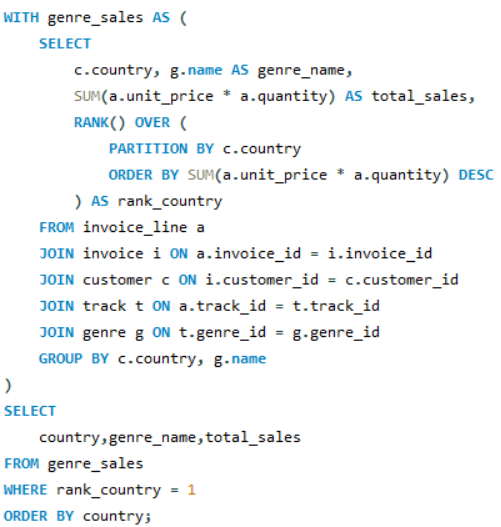 WITH genre_sales AS (
    SELECT
        c.country, g.name AS genre_name,
        SUM(a.unit_price * a.quantity) AS total_sales,
        RANK() OVER (
            PARTITION BY c.country
            ORDER BY SUM(a.unit_price * a.quantity) DESC
        ) AS rank_country
    FROM invoice_line a
    JOIN invoice i ON a.invoice_id = i.invoice_id
    JOIN customer c ON i.customer_id = c.customer_id
    JOIN track t ON a.track_id = t.track_id
    JOIN genre g ON t.genre_id = g.genre_id
    GROUP BY c.country, g.name
)
SELECT
    country,genre_name,total_sales
FROM genre_sales
WHERE rank_country = 1
ORDER BY country;